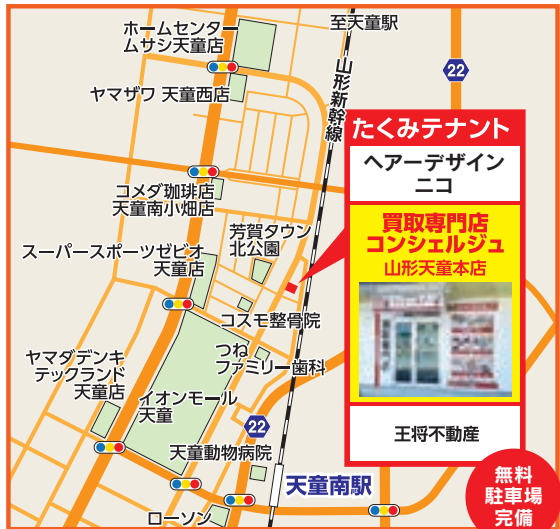 ホームセンター
ムサシ天童店
至天童駅
山形新幹線
22
ヤマザワ 天童西店
たくみテナント
ヘアーデザイン
ニコ
コメダ珈琲店
天童南小畑店
芳賀タウン
北公園
買取専門店
コンシェルジュ
山形天童本店
スーパースポーツゼビオ
天童店
コスモ整骨院
つね
ファミリー歯科
ヤマダデンキ
テックランド
天童店
イオンモール
天童
22
王将不動産
天童動物病院
天童南駅
無料
駐車場
完備
ローソン